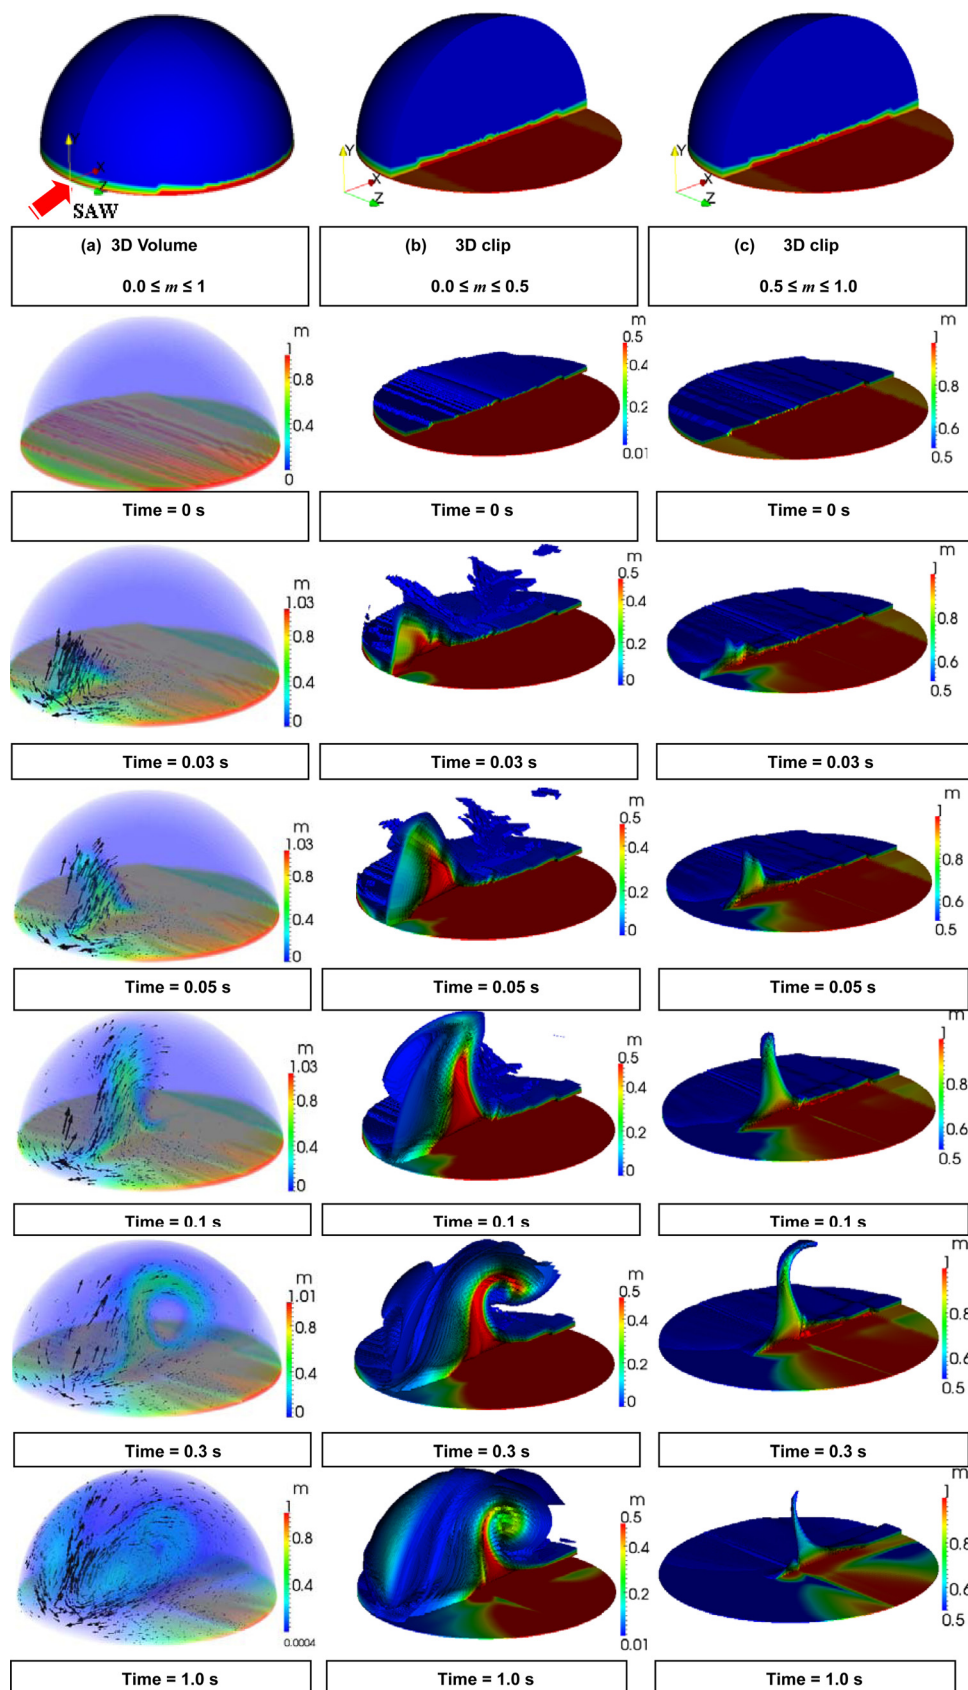 Y
X
Z
SAW
Y
X
Z
Y
X
Z
(a) 3D Volume
0.0 ≤ m ≤ 1
(b) 3D clip
0.0 ≤ m ≤ 0.5
(c) 3D clip
0.5 ≤ m ≤ 1.0
m
1
0.8
0.4
0
m
0.5
0.4
0.2
0.01
m
1
0.8
0.6
0.5
Time = 0 s
Time = 0 s
Time = 0 s
m
1.03
0.8
0.4
0
m
0.5
0.4
0.2
0
m
1
0.8
0.6
0.5
Time = 0.03 s
Time = 0.03 s
Time = 0.03 s
m
1.03
0.8
0.4
0
m
0.5
0.4
0.2
0
m
1
0.8
0.6
0.5
Time = 0.05 s
Time = 0.05 s
Time = 0.05 s
m
1.03
0.8
0.4
0
m
0.5
0.4
0.2
0
m
1
0.8
0.6
0.5
Time = 0.1 s
Time = 0.1 s
Time = 0.1 s
m
1.01
0.8
0.4
0
m
0.5
0.4
0.2
0
m
1
0.8
0.6
0.5
Time = 0.3 s
Time = 0.3 s
Time = 0.3 s
m
1
0.8
0.4
0.0004
m
0.5
0.4
0.2
0.01
m
1
0.8
0.6
0.5
Time = 1.0 s
Time = 1.0 s
Time = 1.0 s